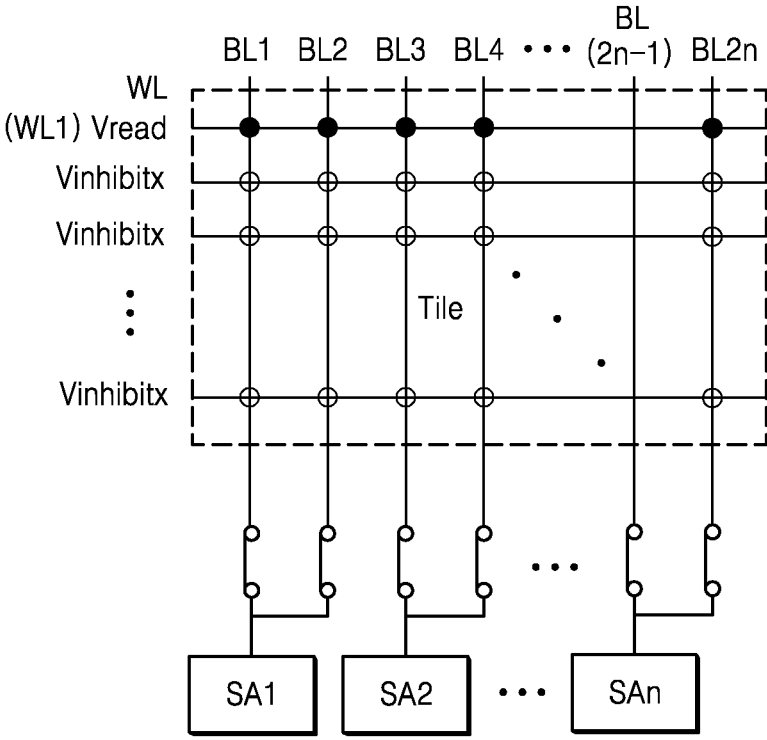 BL1 BL2 BL3 BL4 ••• BL
(2n-1) BL2n
WL
(WL1) Vread
Vinhibitx
Vinhibitx
Tile
Vinhibitx
SA1 SA2 ••• SAn